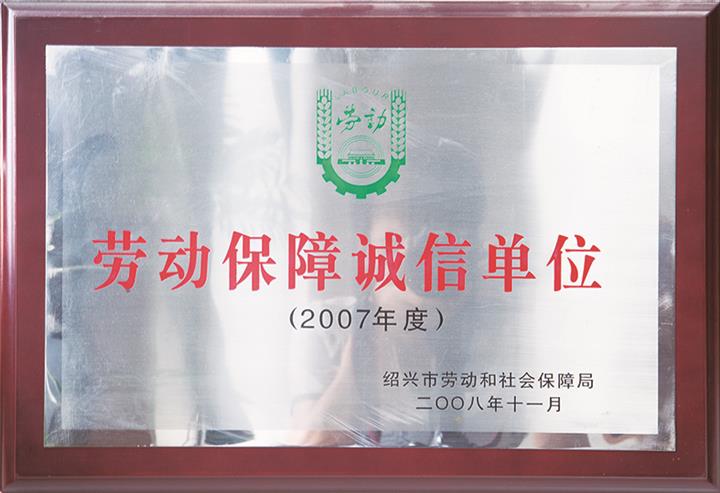 LABOUR
劳动
劳动保障诚信单位
(2007年度)
绍兴市劳动和社会保障局
二〇〇八年十一月